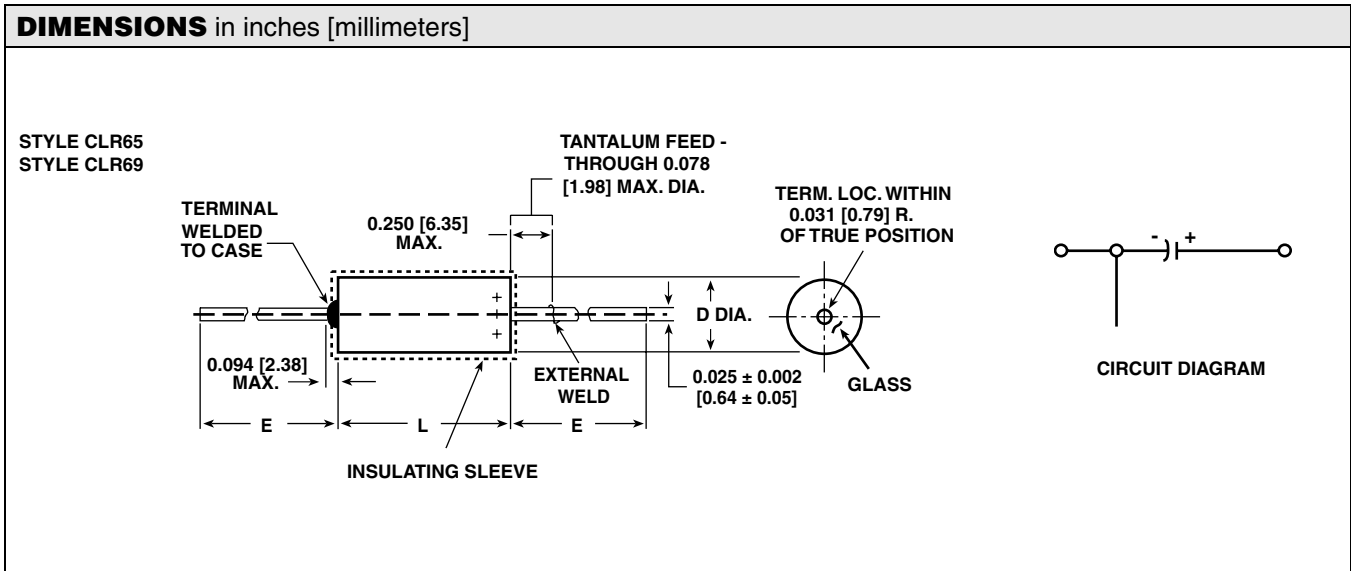 DIMENSIONS in inches [millimeters]
STYLE CLR65
STYLE CLR69
TERMINAL
WELDED
TO CASE
0.250 [6.35]
MAX.
TANTALUM FEED -
THROUGH 0.078
[1.98] MAX. DIA.
TERM. LOC. WITHIN
0.031 [0.79] R.
OF TRUE POSITION
- +
+
+
+
D DIA.
0.094 [2.38]
MAX.
EXTERNAL
WELD
0.025 ± 0.002
[0.64 ± 0.05]
GLASS
CIRCUIT DIAGRAM
E
L
E
INSULATING SLEEVE